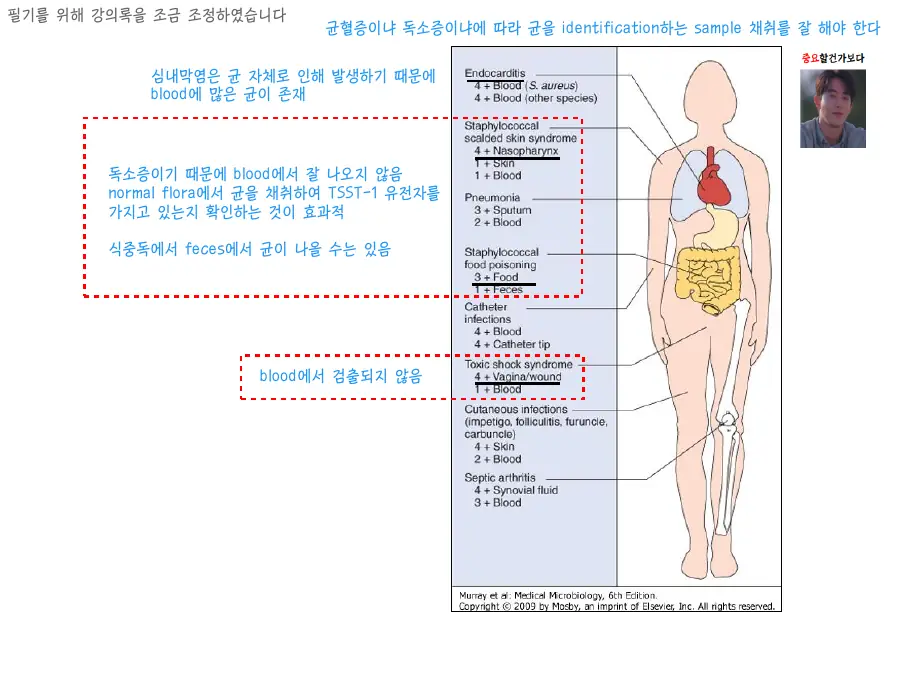 필기를 위해 강의록을 조금 조정하였습니다
균혈증이냐 독소증이냐에 따라 균을 identification하는 sample 채취를 잘 해야 한다
중요할건가보다
심내막염은 균 자체로 인해 발생하기 때문에
blood에 많은 균이 존재
독소증이기 때문에 blood에서 잘 나오지 않음
normal flora에서 균을 채취하여 TSST-1 유전자를
가지고 있는지 확인하는 것이 효과적
식중독에서 feces에서 균이 나올 수는 있음
blood에서 검출되지 않음
Endocarditis
4 + Blood (S. aureus)
4 + Blood (other species)
Staphylococcal
scalded skin syndrome
4 + Nasopharynx
1 + Skin
1 + Blood
Pneumonia
3 + Sputum
2 + Blood
Staphylococcal
food poisoning
3 + Food
1 + Feces
Catheter
infections
4 + Blood
4 + Catheter tip
Toxic shock syndrome
4 + Vagina/wound
1 + Blood
Cutaneous infections
(impetigo, folliculitis, furuncle,
carbuncle)
4 + Skin
2 + Blood
Septic arthritis
4 + Synovial fluid
3 + Blood
Murray et al: Medical Microbiology, 6th Edition.
Copyright © 2009 by Mosby, an imprint of Elsevier, Inc. All rights reserved.